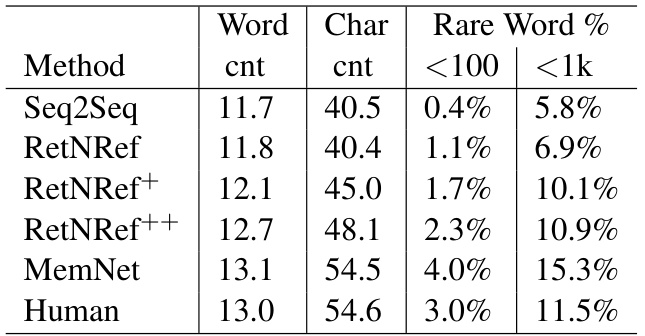 Word Char Rare Word %
Method cnt cnt <100 <1k
Seq2Seq 11.7 40.5 0.4% 5.8%
RetNRef 11.8 40.4 1.1% 6.9%
RetNRef⁺ 12.1 45.0 1.7% 10.1%
RetNRef⁺⁺ 12.7 48.1 2.3% 10.9%
MemNet 13.1 54.5 4.0% 15.3%
Human 13.0 54.6 3.0% 11.5%